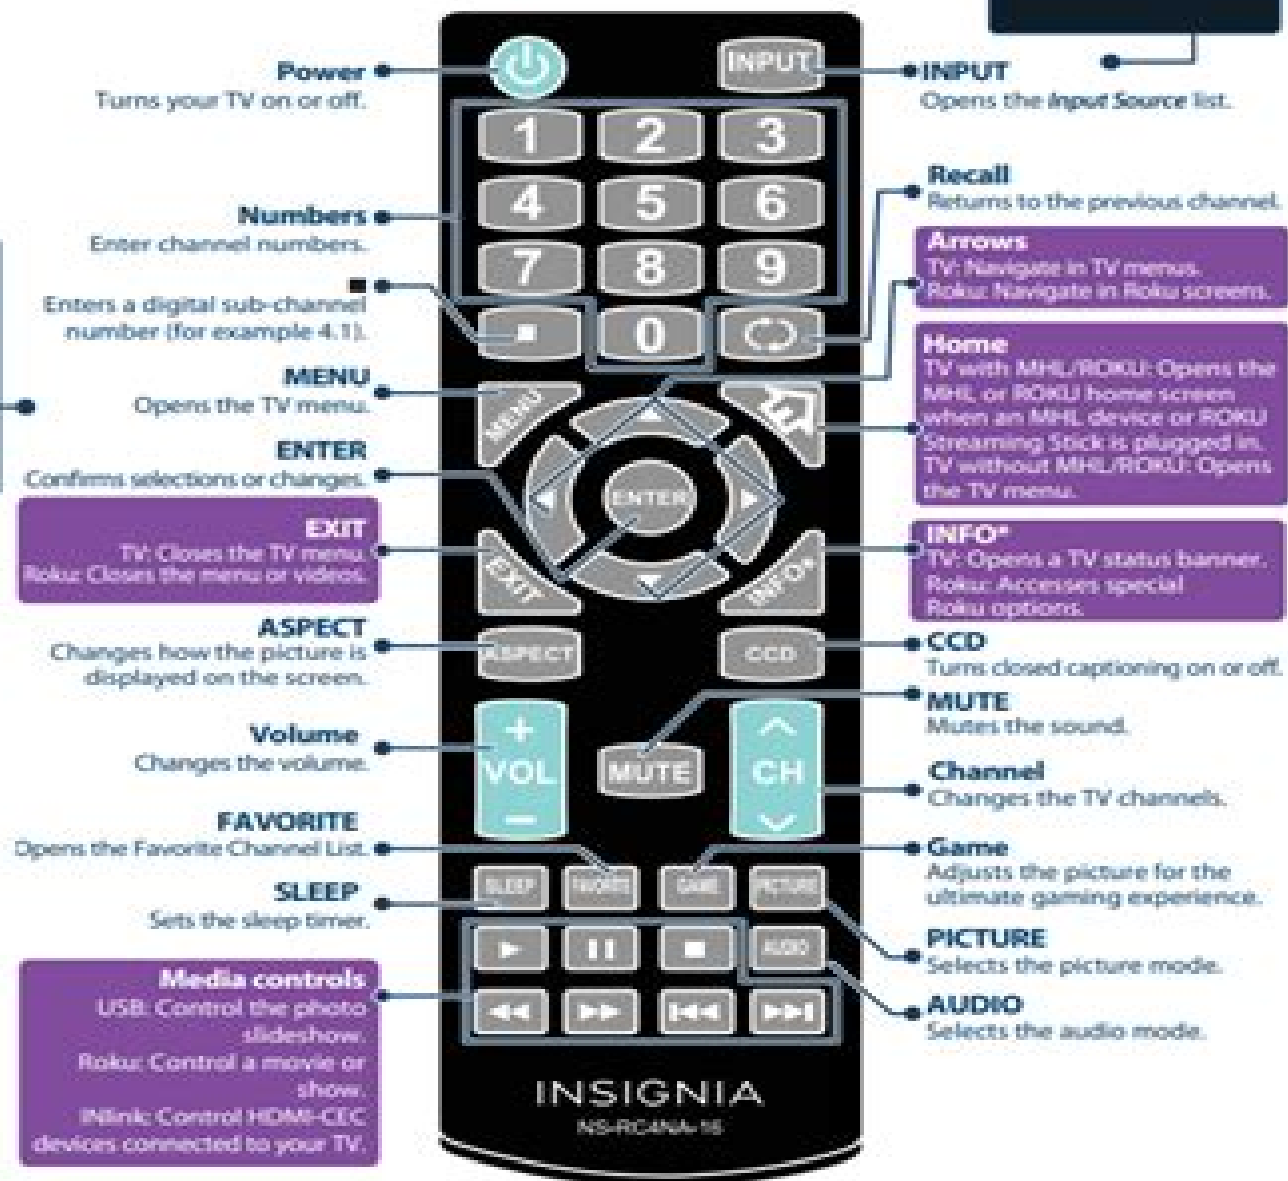 Power
Turns your TV on or off.
Numbers
Enter channel numbers.
■
Enters a digital sub-channel
number (for example 4.1).
MENU
Opens the TV menu.
ENTER
Confirms selections or changes.
EXIT
TV: Closes the TV menu.
Roku: Closes the menu or videos.
ASPECT
Changes how the picture is
displayed on the screen.
Volume
Changes the volume.
FAVORITE
Opens the Favorite Channel List.
SLEEP
Sets the sleep timer.
Media controls
USB: Control the photo
slideshow.
Roku: Control a movie or
show.
INlink: Control HDMI-CEC
devices connected to your TV.
INPUT
1 2 3
4 5 6
7 8 9
0
MENU
ENTER
EXIT
INFO*
ASPECT
CCD
+
VOL
–
MUTE
CH
SLEEP
FAVORITE
GAME
PICTURE
AUDIO
INSIGNIA
NS-RC4NA-16
INPUT
Opens the Input Source list.
Recall
Returns to the previous channel.
Arrows
TV: Navigate in TV menus.
Roku: Navigate in Roku screens.
Home
TV with MHL/ROKU: Opens the
MHL or ROKU home screen
when an MHL device or ROKU
Streaming Stick is plugged in.
TV without MHL/ROKU: Opens
the TV menu.
INFO*
TV: Opens a TV status banner.
Roku: Accesses special
Roku options.
CCD
Turns closed captioning on or off.
MUTE
Mutes the sound.
Channel
Changes the TV channels.
Game
Adjusts the picture for the
ultimate gaming experience.
PICTURE
Selects the picture mode.
AUDIO
Selects the audio mode.